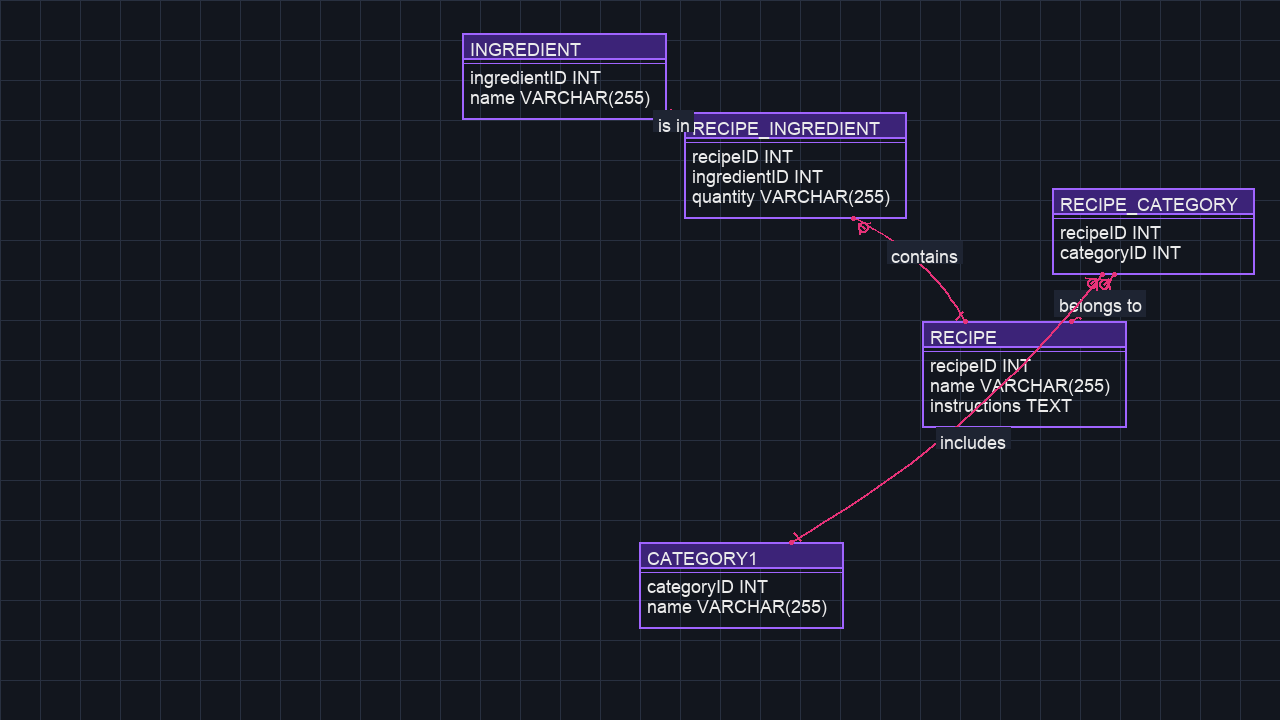 INGREDIENT
ingredientID INT
name VARCHAR(255)
is in
RECIPE_INGREDIENT
recipeID INT
ingredientID INT
quantity VARCHAR(255)
RECIPE_CATEGORY
recipeID INT
categoryID INT
contains
belongs to
RECIPE
recipeID INT
name VARCHAR(255)
instructions TEXT
includes
CATEGORY1
categoryID INT
name VARCHAR(255)